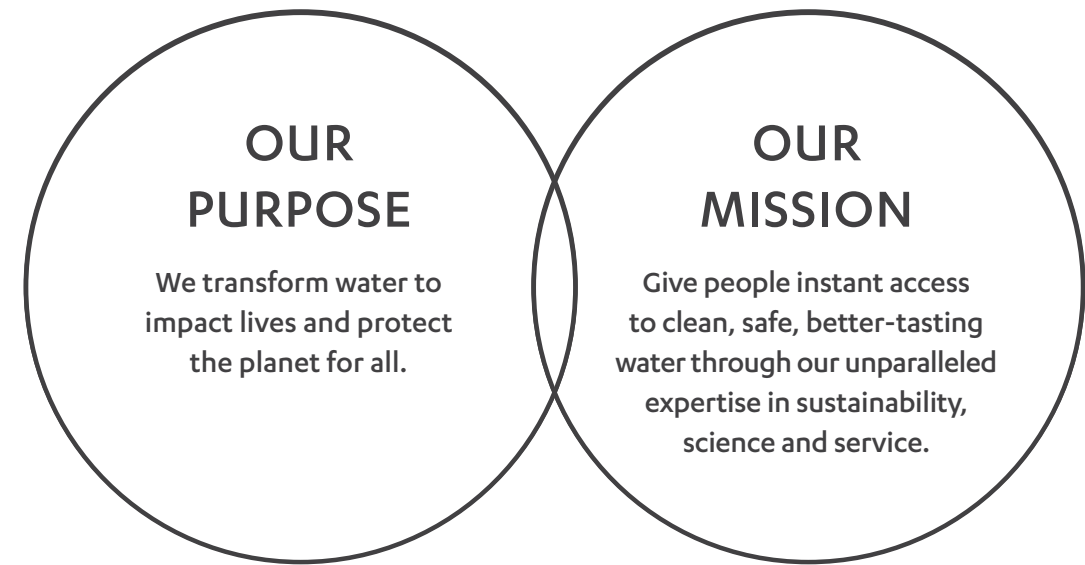 OUR
PURPOSE
We transform water to
impact lives and protect
the planet for all.
OUR
MISSION
Give people instant access
to clean, safe, better-tasting
water through our unparalleled
expertise in sustainability,
science and service.